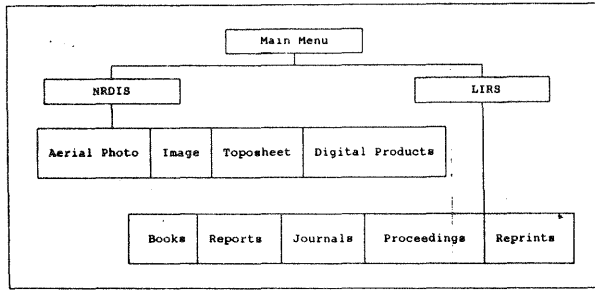 Main Menu
NRDIS LIRS
Aerial Photo Image Toposheet Digital Products
Books Reports Journals Proceedings Reprints